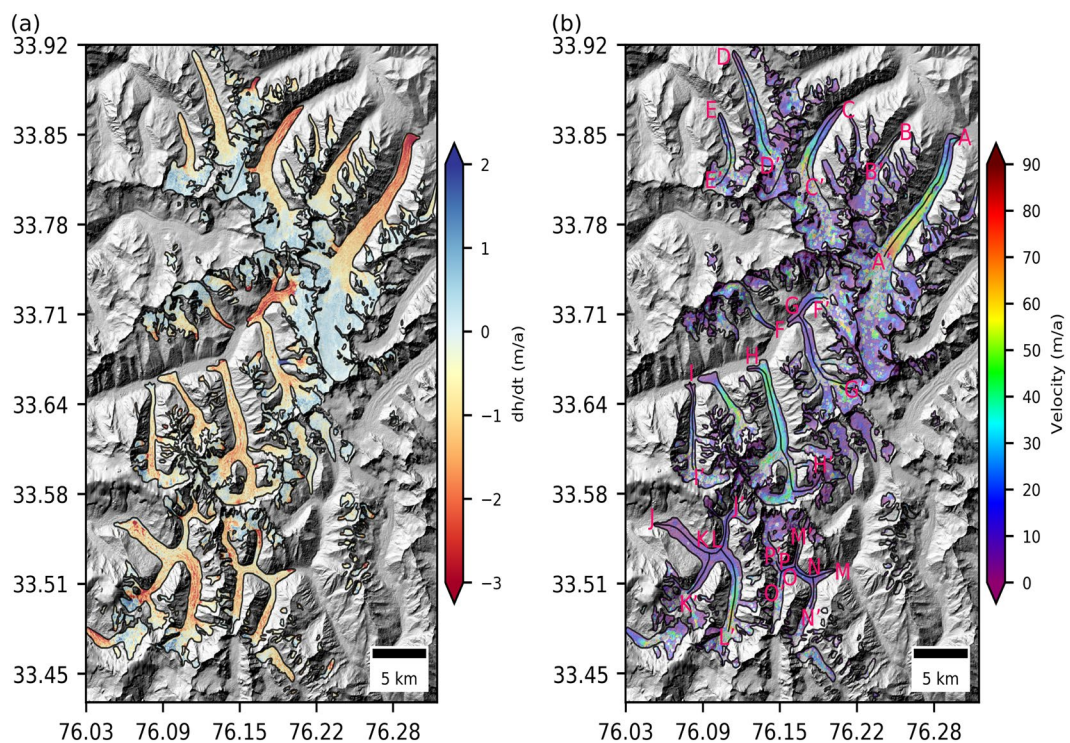 (a)
(b)
33.92
33.85
33.78
33.71
33.64
33.58
33.51
33.45
76.03
76.09
76.15
76.22
76.28
5 km
2
1
0
−1
−2
−3
dh/dt (m/a)
33.92
33.85
33.78
33.71
33.64
33.58
33.51
33.45
76.03
76.09
76.15
76.22
76.28
D
E
C
B
A
D'
E'
C'
B'
A'
G
F'
F
H
I
G'
H'
I'
J'
J
K
L
M'
P'
P
N
M
O
O'
K'
N'
L'
5 km
90
80
70
60
50
40
30
20
10
0
Velocity (m/a)